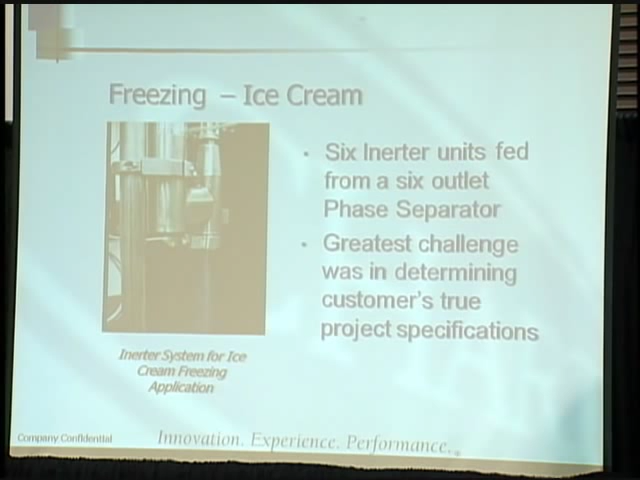 Freezing – Ice Cream
• Six Inerter units fed
from a six outlet
Phase Separator
• Greatest challenge
was in determining
customer's true
project specifications
Inerter System for Ice
Cream Freezing
Application
Company Confidential
Innovation. Experience. Performance.